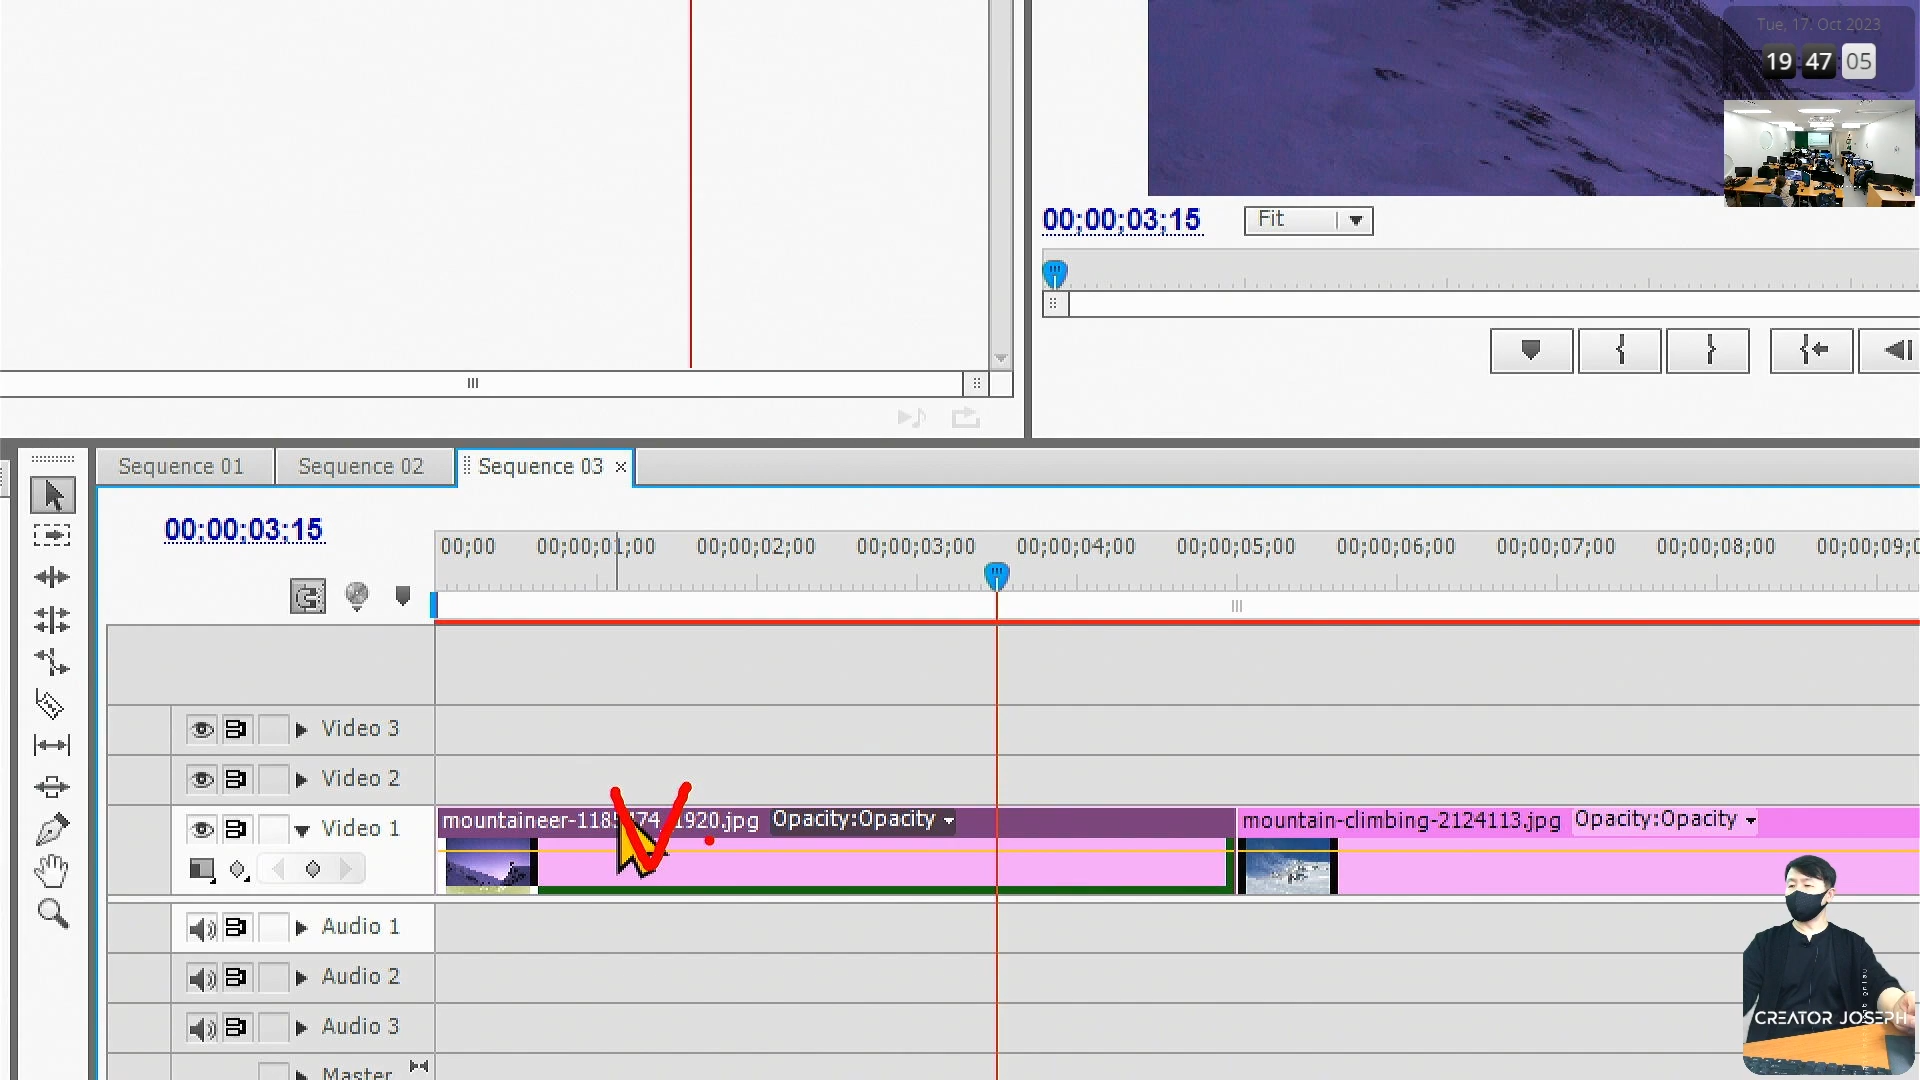 Tue, 17. Oct 2023
19 47 05
00;00;03;15
Fit
Sequence 01
Sequence 02
Sequence 03
00;00;03;15
00;00
00;00;01;00
00;00;02;00
00;00;03;00
00;00;04;00
00;00;05;00
00;00;06;00
00;00;07;00
00;00;08;00
00;00;09;0
Video 3
Video 2
Video 1
V
mountaineer-118 74 1920.jpg Opacity:Opacity
mountain-climbing-2124113.jpg Opacity:Opacity
Audio 1
Audio 2
Audio 3
Master
CREATOR JOSEPH